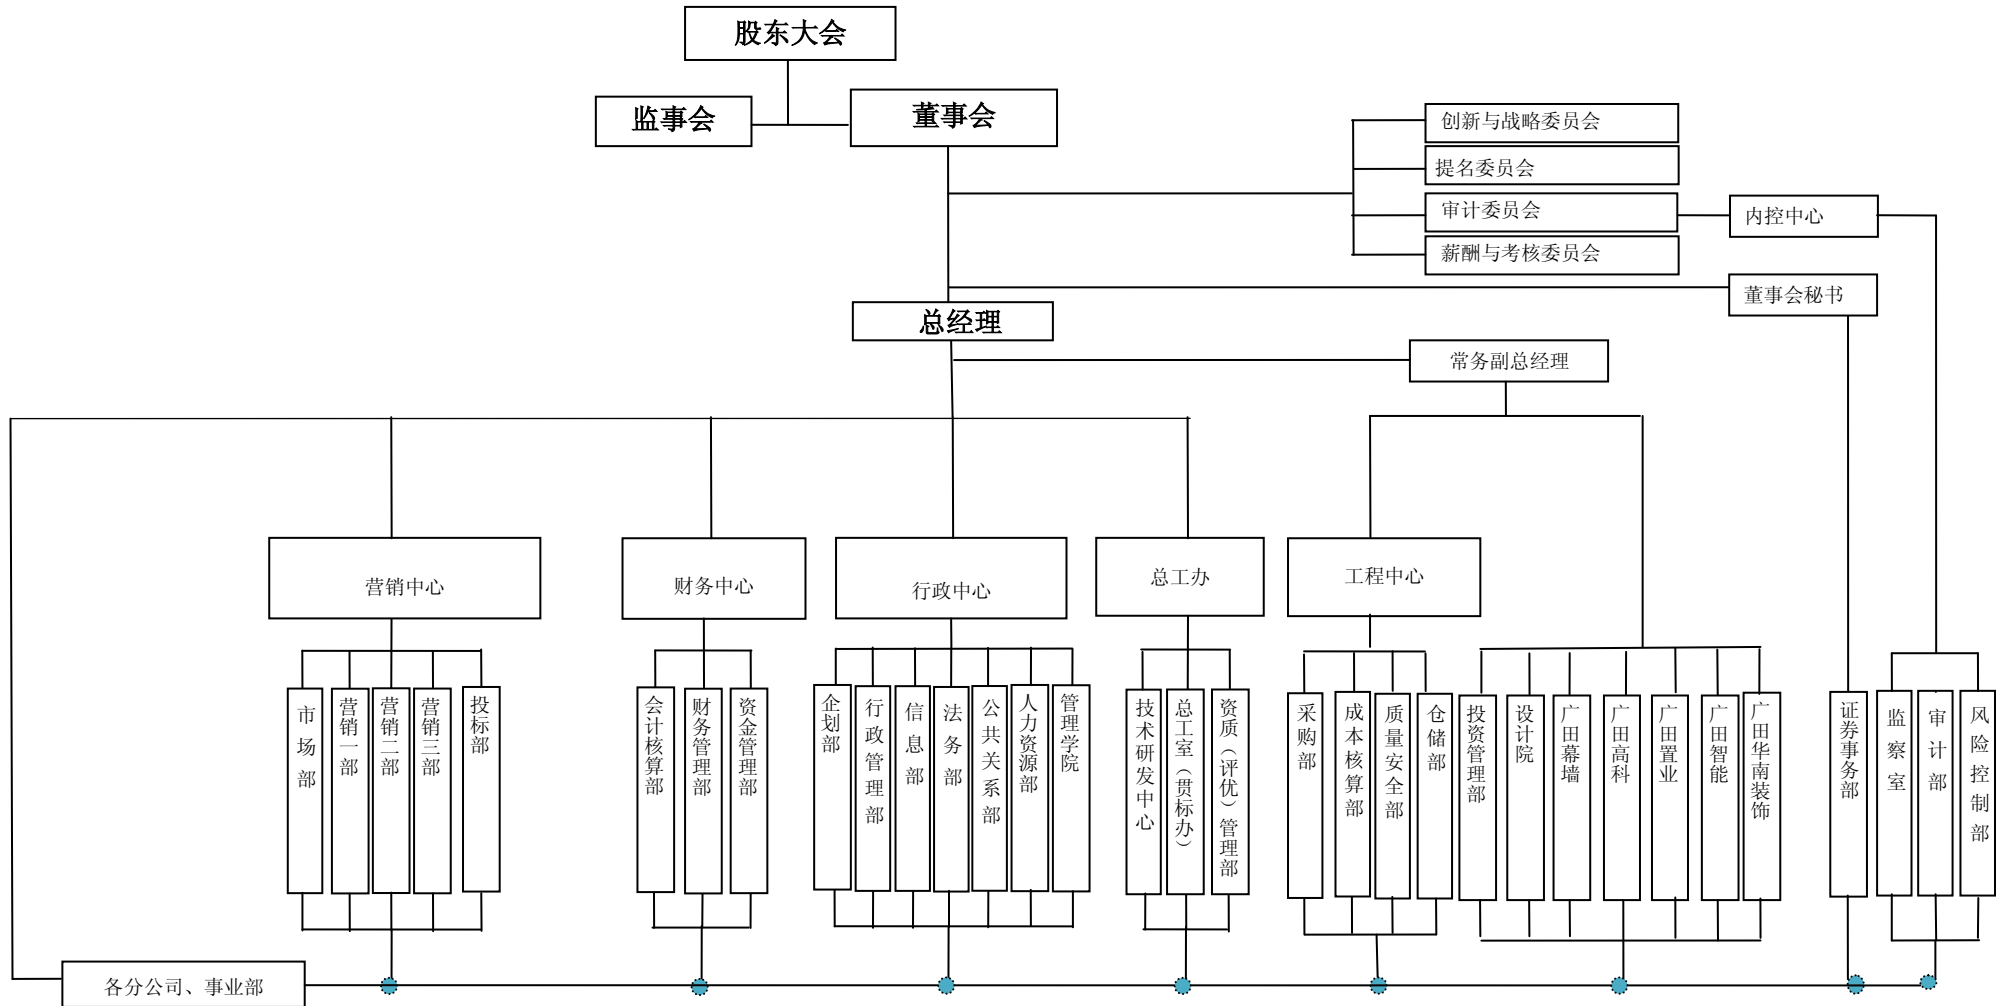 股东大会
监事会
董事会
创新与战略委员会
提名委员会
审计委员会
薪酬与考核委员会
内控中心
董事会秘书
总经理
常务副总经理
营销中心
财务中心
行政中心
总工办
工程中心
市场部
营销一部
营销二部
营销三部
投标部
会计核算部
财务管理部
资金管理部
企划部
行政管理部
信息部
法务部
公共关系部
人力资源部
管理学院
技术研发中心
总工室（贯标办）
资质（评优）管理部
采购部
成本核算部
质量安全部
仓储部
投资管理部
设计院
广田幕墙
广田高科
广田置业
广田智能
广田华南装饰
证券事务部
监察室
审计部
风险控制部
各分公司、事业部